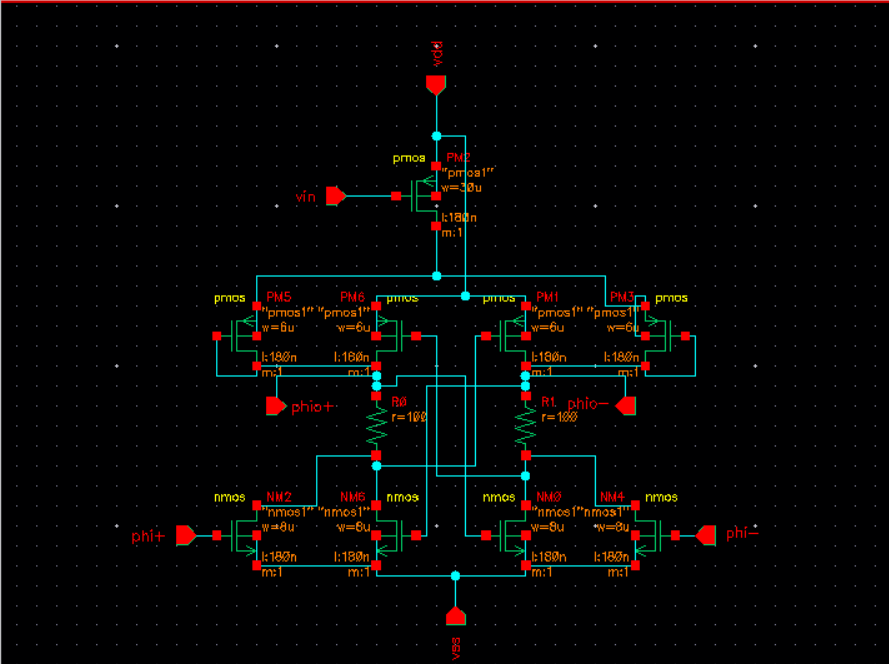 vdd
pmos PM2
"pmos1"
w=30u
vin
l:180n
m:1
pmos PM5 PM6 pmos pmos PM1 PM3 pmos
"pmos1" "pmos1" "pmos1" "pmos1"
w=6u w=6u w=6u w=6u
l:180n l:180n l:180n l:180n
m:1 m:1 m:1 m:1
phio+ R0 R1 phio-
r=100 r=100
nmos NM2 NM6 nmos nmos NM0 NM4 nmos
"nmos1" "nmos1" "nmos1" "nmos1"
phi+ w=8u w=8u w=8u w=8u phi-
l:180n l:180n l:180n l:180n
m:1 m:1 m:1 m:1
vss